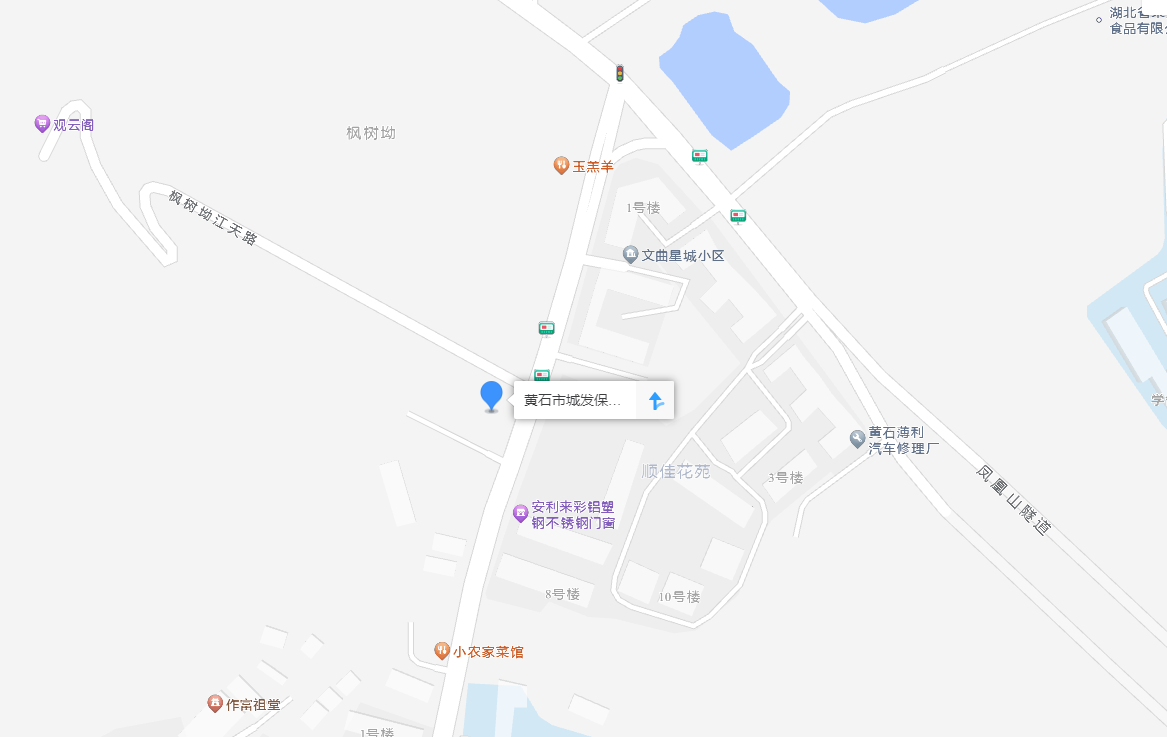 湖北省
食品有限
观云阁
枫树坳
玉羔羊
1号楼
枫树坳江天路
文曲星城小区
黄石市城发保...
学
黄石薄利
汽车修理厂
顺佳花苑
3号楼
凤凰山隧道
安利来彩铝塑
钢不锈钢门窗
8号楼
10号楼
小农家菜馆
作富祖堂
1号楼